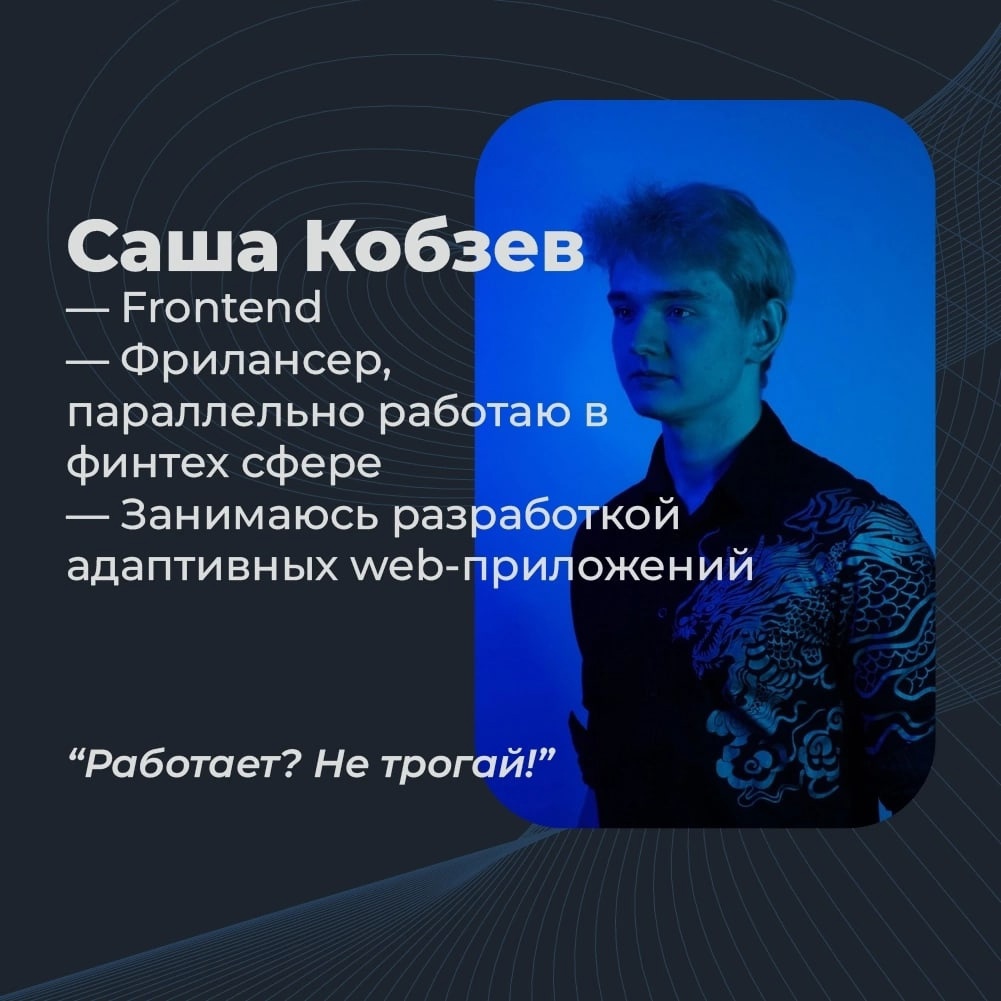 Саша Кобзев
— Frontend
— Фрилансер,
параллельно работаю в
финтех сфере
— Занимаюсь разработкой
адаптивных web-приложений
“Работает? Не трогай!”